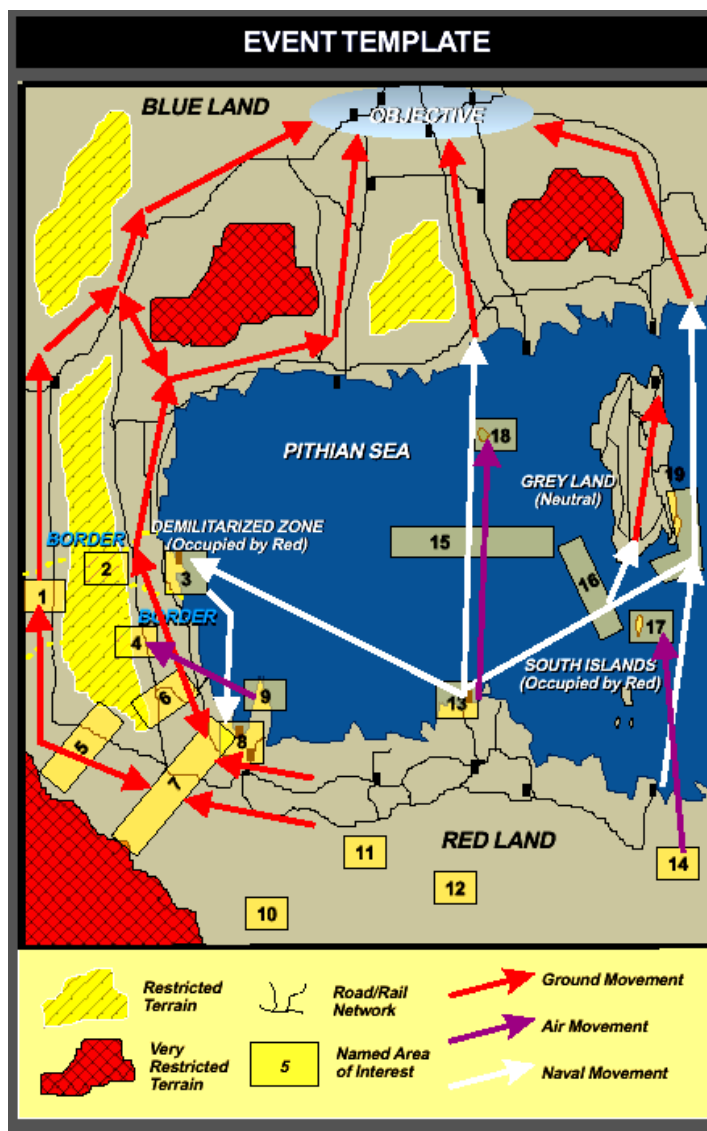 EVENT TEMPLATE
BLUE LAND
OBJECTIVE
PITHIAN SEA
18
GREY LAND
(Neutral)
19
DEMILITARIZED ZONE
(Occupied by Red)
BORDER
15
2
3
16
1
BORDER
17
4
SOUTH ISLANDS
(Occupied by Red)
6
9
13
5
8
7
RED LAND
11
14
12
10
Restricted
Terrain
Road/Rail
Network
Ground Movement
Air Movement
Very
Restricted
Terrain
5
Named Area
of Interest
Naval Movement